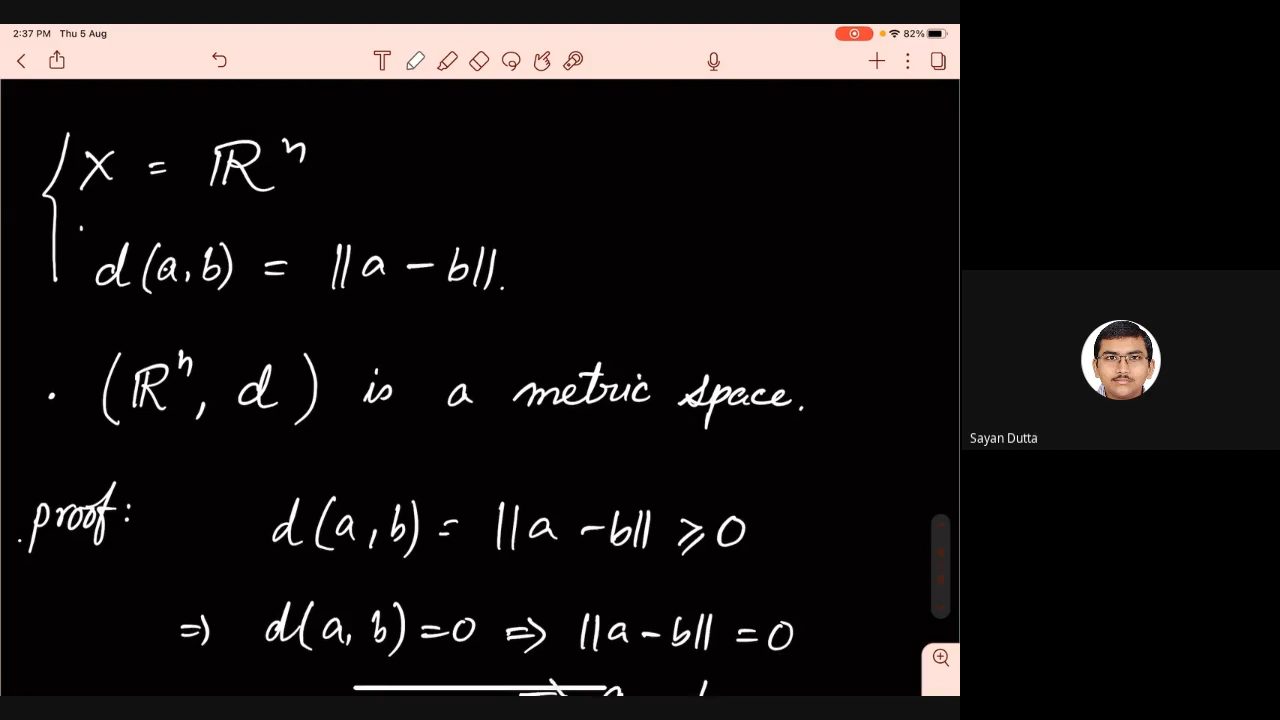 2:37 PM Thu 5 Aug
82%
X = ℝⁿ
d(a,b) = ||a − b||.
. (ℝⁿ, d) is a metric space.
Sayan Dutta
proof: d(a,b) = ||a − b|| ⩾ 0
⇒ d(a,b) = 0 ⇒ ||a − b|| = 0